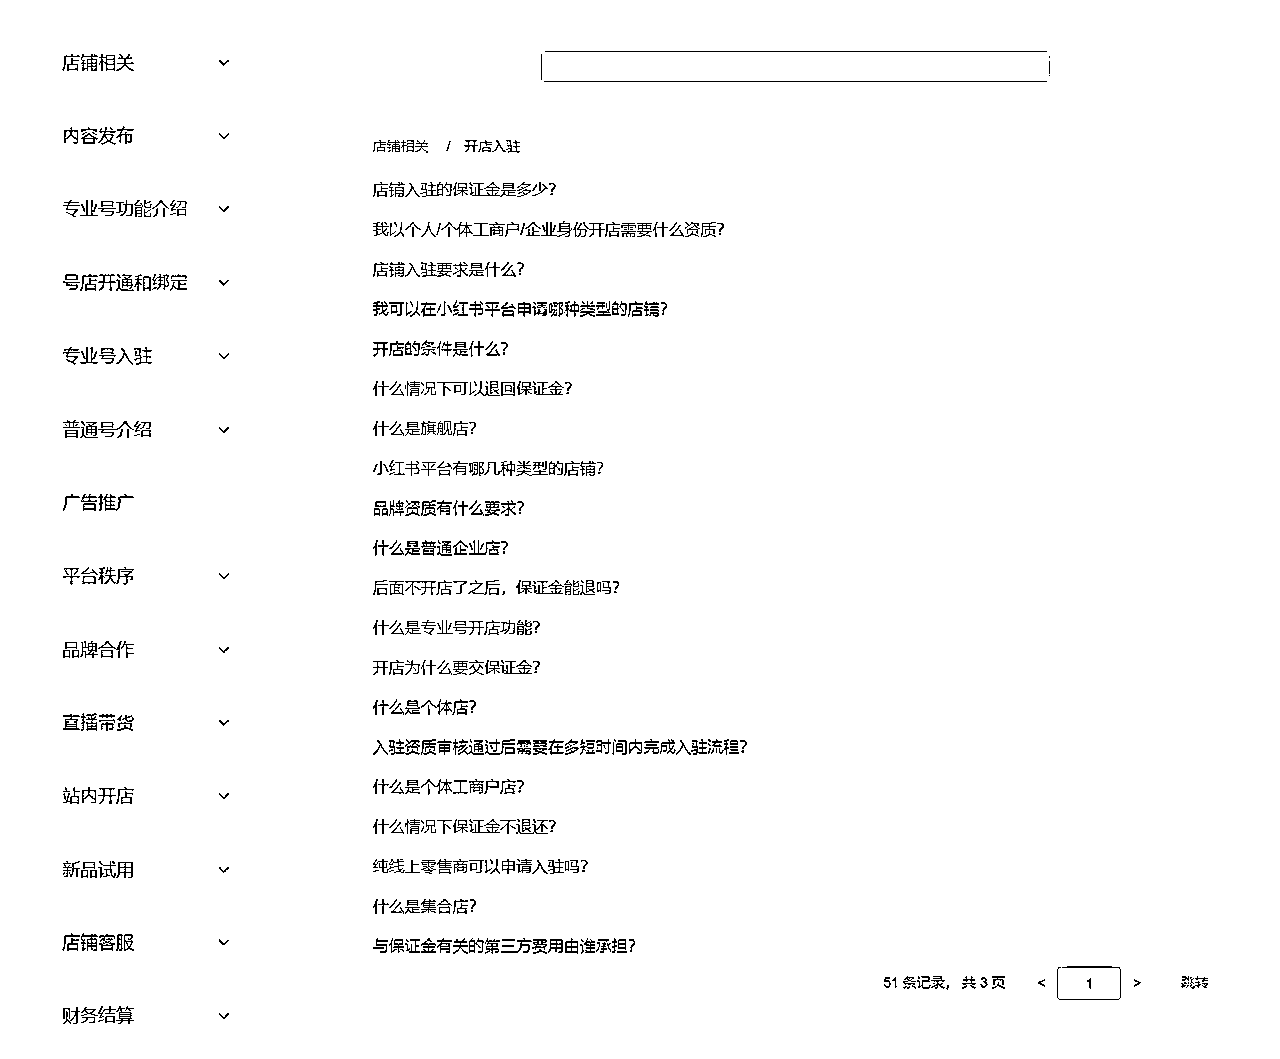 店铺相关
内容发布
专业号功能介绍
号店开通和绑定
专业号入驻
普通号介绍
广告推广
平台秩序
品牌合作
直播带货
站内开店
新品试用
店铺客服
财务结算
店铺相关 / 开店入驻
店铺入驻的保证金是多少?
我以个人/个体工商户/企业身份开店需要什么资质?
店铺入驻要求是什么?
我可以在小红书平台申请哪种类型的店铺?
开店的条件是什么?
什么情况下可以退回保证金?
什么是旗舰店?
小红书平台有哪几种类型的店铺?
品牌资质有什么要求?
什么是普通企业店?
后面不开店了之后，保证金能退吗?
什么是专业号开店功能?
开店为什么要交保证金?
什么是个体店?
入驻资质审核通过后需要在多短时间内完成入驻流程?
什么是个体工商户店?
什么情况下保证金不退还?
纯线上零售商可以申请入驻吗?
什么是集合店?
与保证金有关的第三方费用由谁承担?
51 条记录，共 3 页 < 1 > 跳转